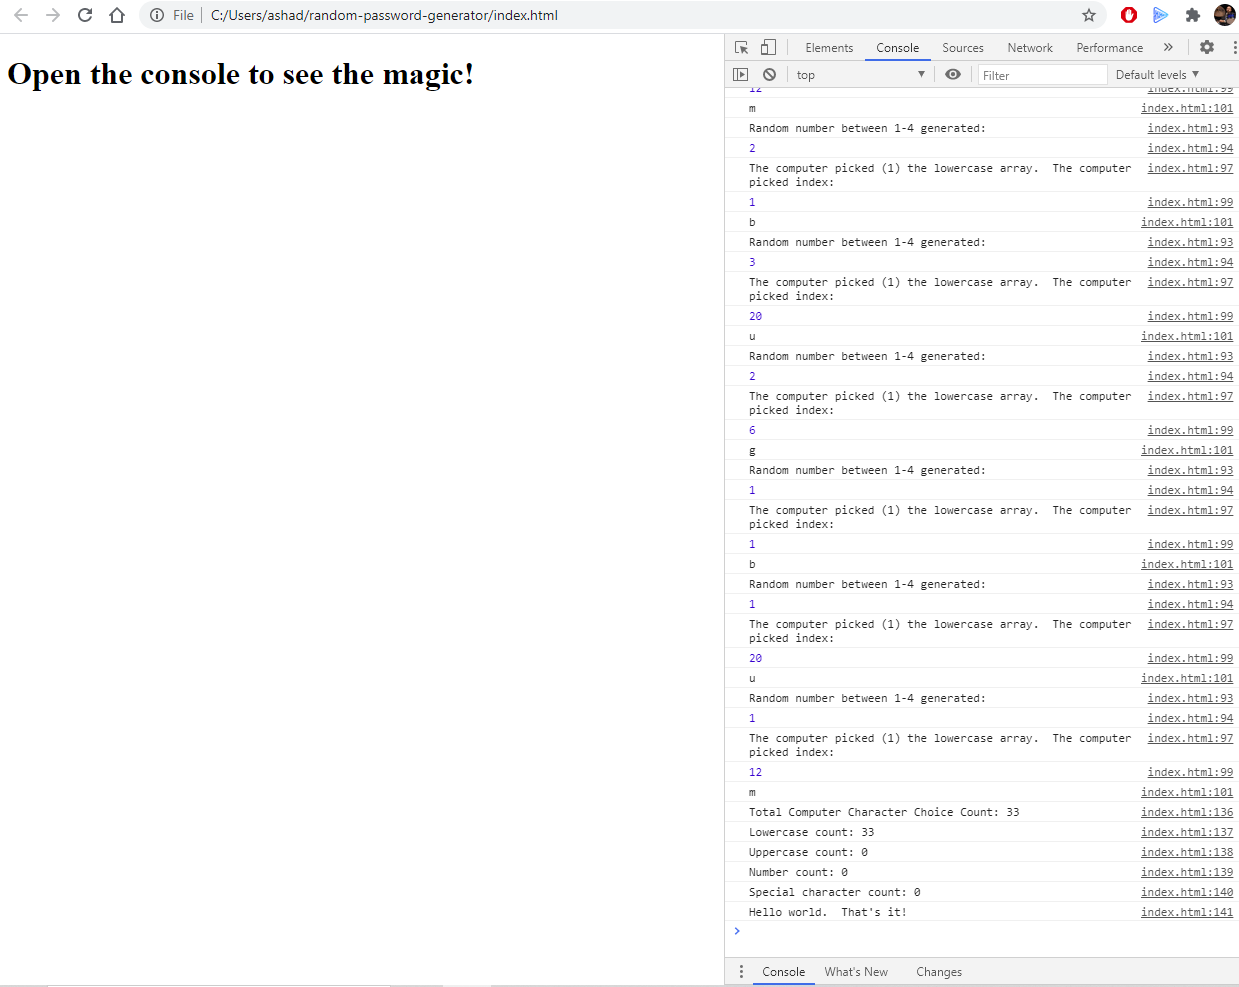 File C:/Users/ashad/random-password-generator/index.html
Open the console to see the magic!
Elements Console Sources Network Performance »
top Filter Default levels ▼
12 index.html:99
m index.html:101
Random number between 1-4 generated: index.html:93
2 index.html:94
The computer picked (1) the lowercase array.  The computer index.html:97
picked index:
1 index.html:99
b index.html:101
Random number between 1-4 generated: index.html:93
3 index.html:94
The computer picked (1) the lowercase array.  The computer index.html:97
picked index:
20 index.html:99
u index.html:101
Random number between 1-4 generated: index.html:93
2 index.html:94
The computer picked (1) the lowercase array.  The computer index.html:97
picked index:
6 index.html:99
g index.html:101
Random number between 1-4 generated: index.html:93
1 index.html:94
The computer picked (1) the lowercase array.  The computer index.html:97
picked index:
1 index.html:99
b index.html:101
Random number between 1-4 generated: index.html:93
1 index.html:94
The computer picked (1) the lowercase array.  The computer index.html:97
picked index:
20 index.html:99
u index.html:101
Random number between 1-4 generated: index.html:93
1 index.html:94
The computer picked (1) the lowercase array.  The computer index.html:97
picked index:
12 index.html:99
m index.html:101
Total Computer Character Choice Count: 33 index.html:136
Lowercase count: 33 index.html:137
Uppercase count: 0 index.html:138
Number count: 0 index.html:139
Special character count: 0 index.html:140
Hello world.  That's it! index.html:141
>
Console What's New Changes